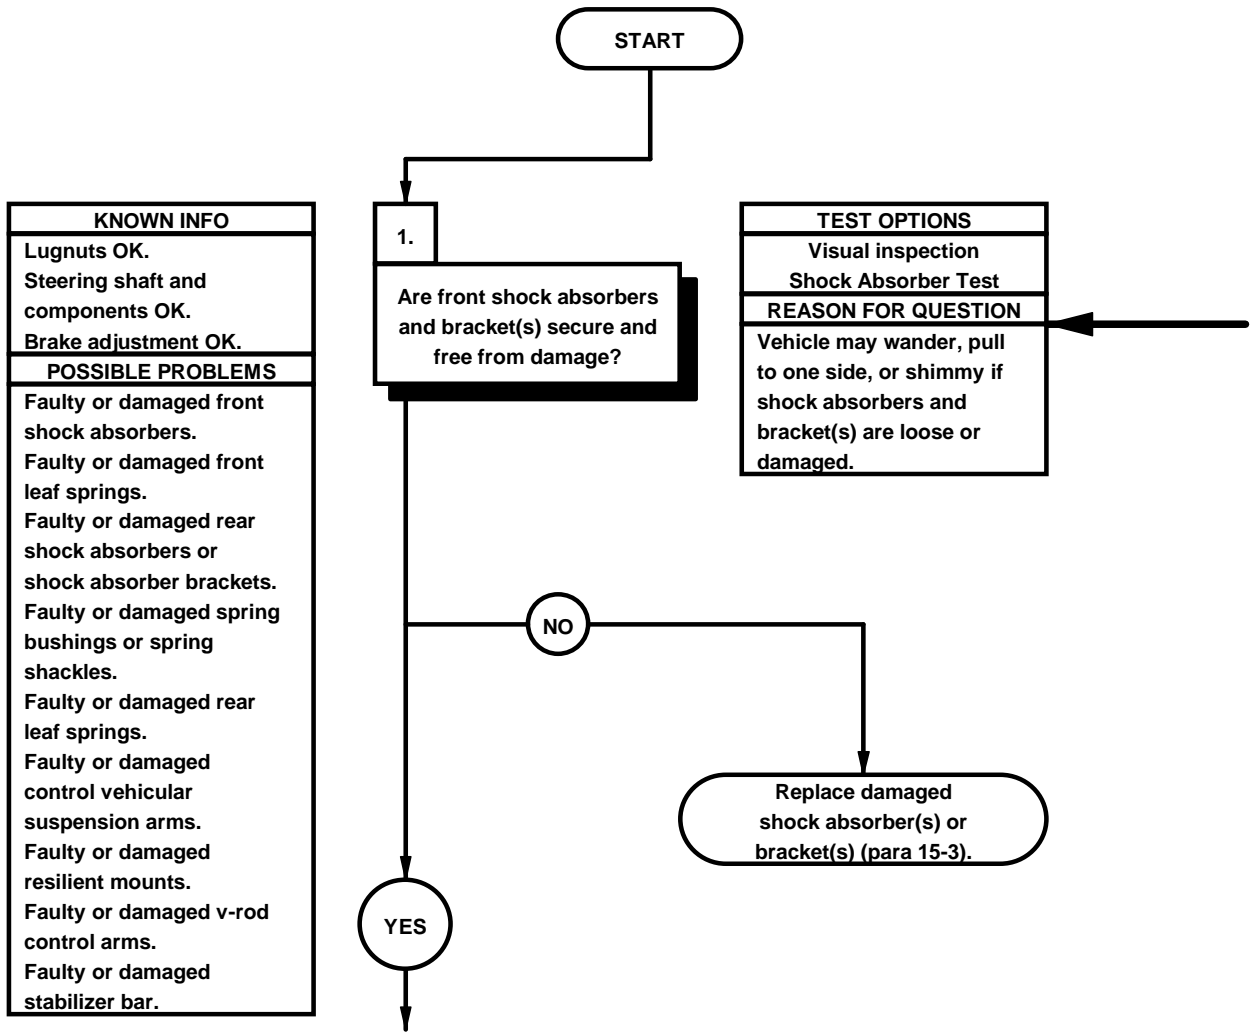 START
KNOWN INFO
Lugnuts OK.
Steering shaft and
components OK.
Brake adjustment OK.
POSSIBLE PROBLEMS
Faulty or damaged front
shock absorbers.
Faulty or damaged front
leaf springs.
Faulty or damaged rear
shock absorbers or
shock absorber brackets.
Faulty or damaged spring
bushings or spring
shackles.
Faulty or damaged rear
leaf springs.
Faulty or damaged
control vehicular
suspension arms.
Faulty or damaged
resilient mounts.
Faulty or damaged v-rod
control arms.
Faulty or damaged
stabilizer bar.
1.
Are front shock absorbers
and bracket(s) secure and
free from damage?
TEST OPTIONS
Visual inspection
Shock Absorber Test
REASON FOR QUESTION
Vehicle may wander, pull
to one side, or shimmy if
shock absorbers and
bracket(s) are loose or
damaged.
NO
Replace damaged
shock absorber(s) or
bracket(s) (para 15-3).
YES